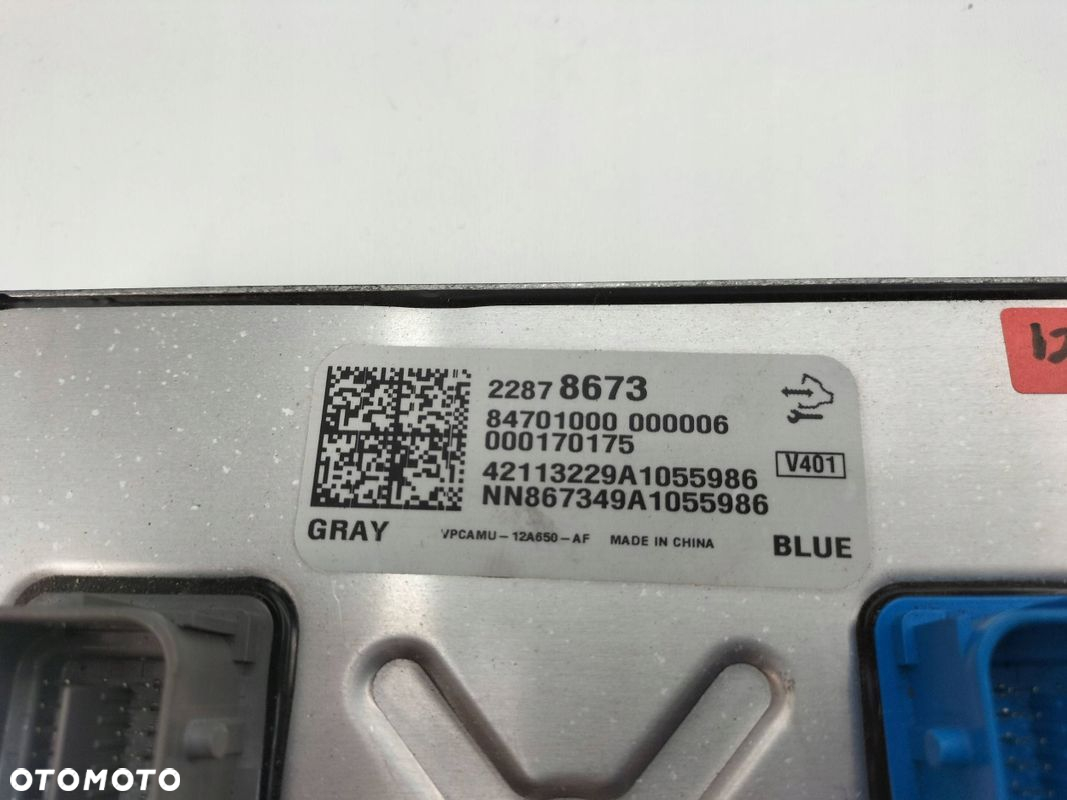 2287 8673
84701000 000006
000170175
42113229A1055986
NN867349A1055986
V401
GRAY
VPCAMU-12A650-AF MADE IN CHINA
BLUE
OTOMOTO